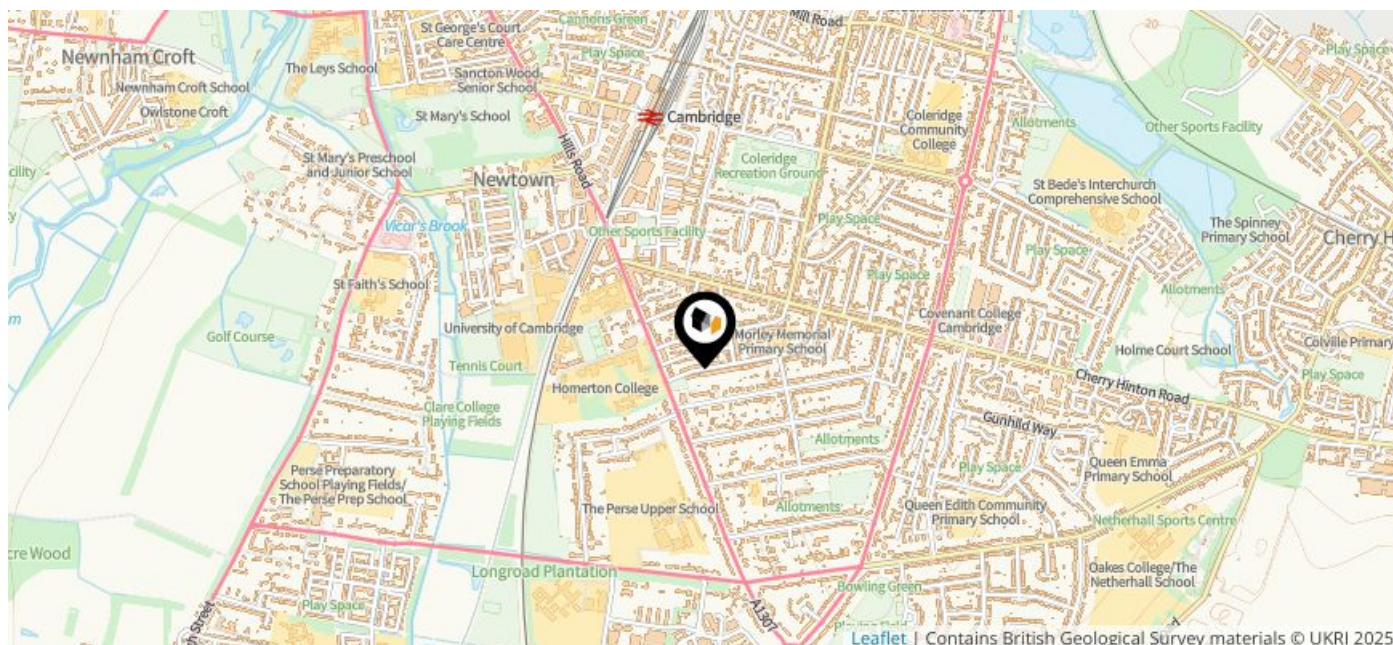 Cannons Green
Mill Road
St George's Court
Care Centre
Play Space
Newnham Croft
The Leys School
Play Space
Sancton Wood
Senior School
Newnham Croft School
Owlstone Croft
St Mary's School
Cambridge
Coleridge
Community
College
Allotments
Other Sports Facility
Hills Road
St Mary's Preschool
and Junior School
Newtown
Coleridge
Recreation Ground
St Bede's Interchurch
Comprehensive School
Vicar's Brook
Other Sports Facility
Play Space
The Spinney
Primary School
Cherry H
Play Space
St Faith's School
Play Space
Allotments
Golf Course
University of Cambridge
Morley Memorial
Primary School
Covenant College
Cambridge
Holme Court School
Colville Primary
Tennis Court
Homerton College
Cherry Hinton Road
Play Space
Clare College
Playing Fields
Gunhild Way
Allotments
Perse Preparatory
School Playing Fields/
The Perse Prep School
Play Space
Queen Emma
Primary School
The Perse Upper School
Allotments
Queen Edith Community
Primary School
Netherhall Sports Centre
cre Wood
Longroad Plantation
Oakes College/The
Netherhall School
Bowling Green
Play Space
A1307
Street
Playing Field
Leaflet | Contains British Geological Survey materials © UKRI 2025